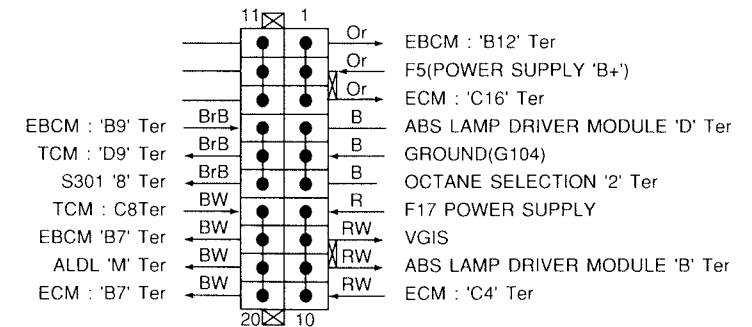 11 1
Or EBCM : 'B12' Ter
Or F5(POWER SUPPLY 'B+')
Or ECM : 'C16' Ter
EBCM : 'B9' Ter BrB B ABS LAMP DRIVER MODULE 'D' Ter
TCM : 'D9' Ter BrB B GROUND(G104)
S301 '8' Ter BrB B OCTANE SELECTION '2' Ter
TCM : C8Ter BW R F17 POWER SUPPLY
EBCM 'B7' Ter BW RW VGIS
ALDL 'M' Ter BW RW ABS LAMP DRIVER MODULE 'B' Ter
ECM : 'B7' Ter BW RW ECM : 'C4' Ter
20 10